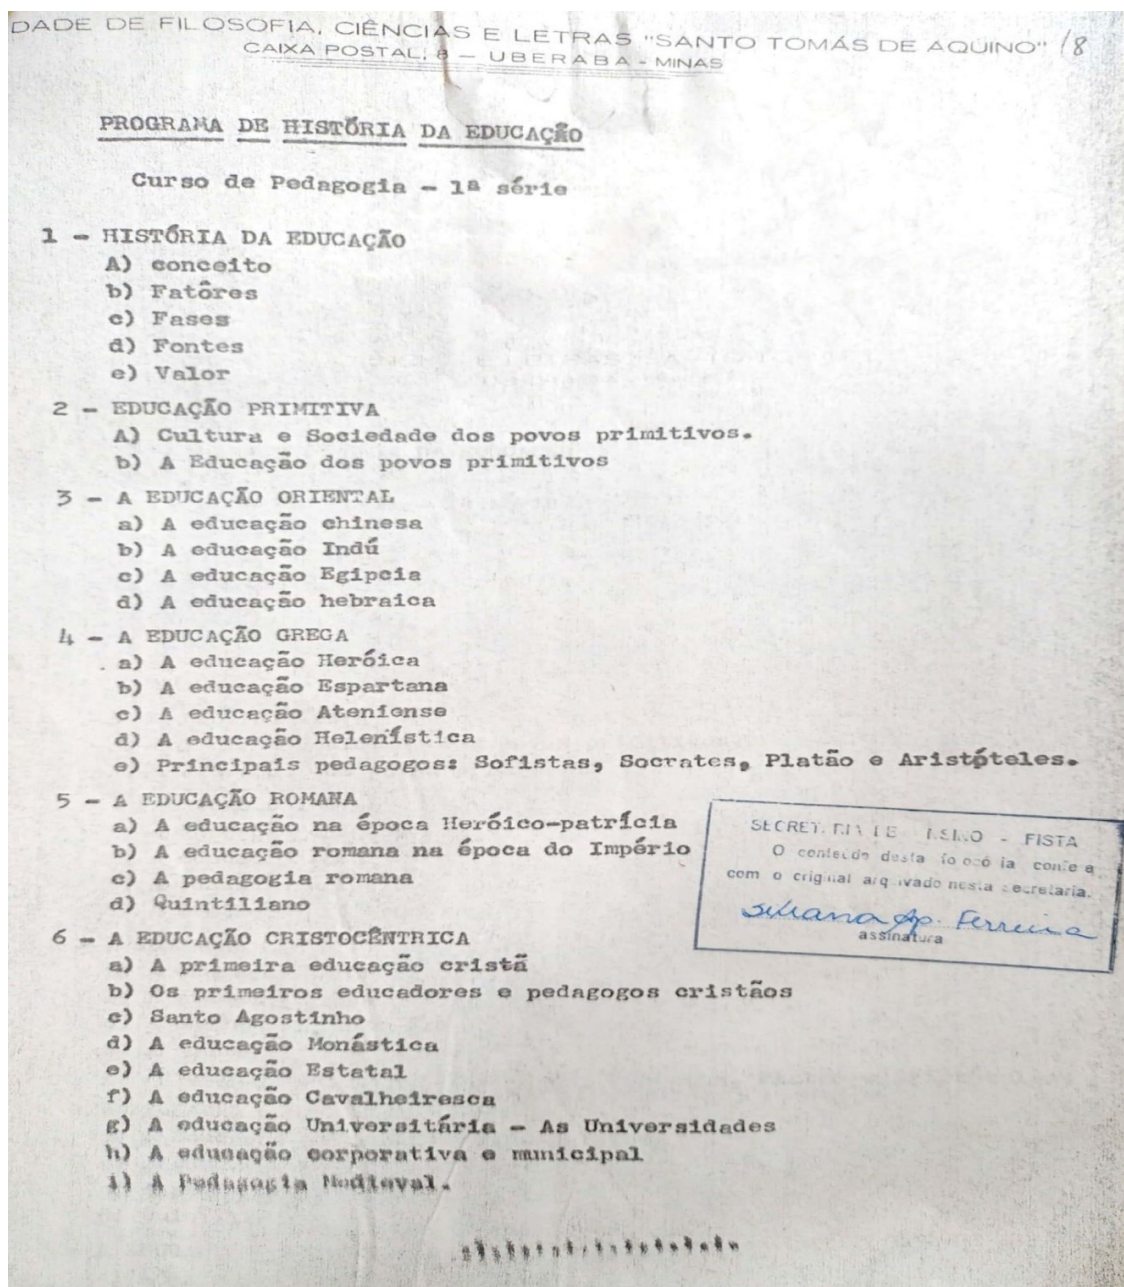 DADE DE FILOSOFIA, CIÊNCIAS E LETRAS "SANTO TOMÁS DE AQUINO" 18
CAIXA POSTAL, 8 — UBERABA - MINAS
PROGRAMA DE HISTÓRIA DA EDUCAÇÃO
Curso de Pedagogia - 1ª série
1 - HISTÓRIA DA EDUCAÇÃO
A) conceito
b) Fatôres
c) Fases
d) Fontes
e) Valor
2 - EDUCAÇÃO PRIMITIVA
A) Cultura e Sociedade dos povos primitivos.
b) A Educação dos povos primitivos
3 - A EDUCAÇÃO ORIENTAL
a) A educação chinesa
b) A educação Indú
c) A educação Egipcia
d) A educação hebraica
4 - A EDUCAÇÃO GREGA
a) A educação Heróica
b) A educação Espartana
c) A educação Ateniense
d) A educação Helenística
e) Principais pedagogos: Sofistas, Socrates, Platão e Aristóteles.
5 - A EDUCAÇÃO ROMANA
a) A educação na época Heróico-patrícia
b) A educação romana na época do Império
c) A pedagogia romana
d) Quintiliano
SECRET. - FISTA
O desta
com o original nesta secretaria.
Ap. Ferreira
assinatura
6 - A EDUCAÇÃO CRISTOCÊNTRICA
a) A primeira educação cristã
b) Os primeiros educadores e pedagogos cristãos
c) Santo Agostinho
d) A educação Monástica
e) A educação Estatal
f) A educação Cavalheiresca
g) A educação Universitária - As Universidades
h) A educação corporativa e municipal
i) A Pedagogia Medieval.